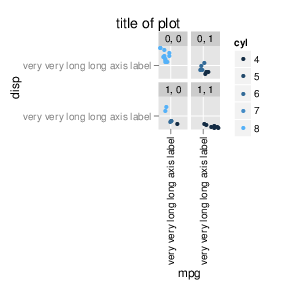 title of plot
0, 0
0, 1
very very long long axis label
1, 0
1, 1
very very long long axis label
disp
very very long long axis label
very very long long axis label
mpg
cyl
4
5
6
7
8